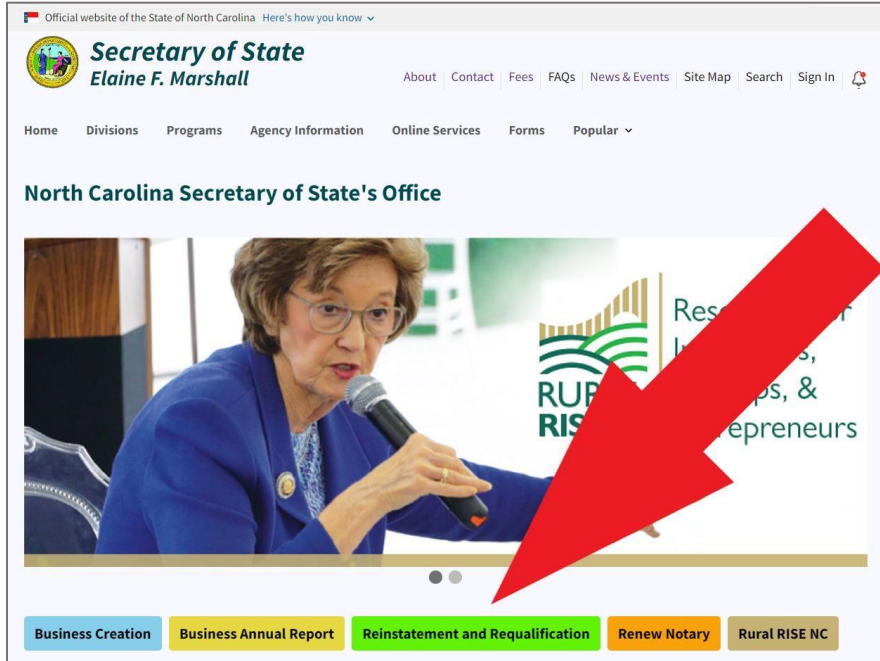 Official website of the State of North Carolina Here's how you know
Secretary of State
Elaine F. Marshall
About Contact Fees FAQs News & Events Site Map Search Sign In
Home Divisions Programs Agency Information Online Services Forms Popular
North Carolina Secretary of State's Office
&
epreneurs
Business Creation Business Annual Report Reinstatement and Requalification Renew Notary Rural RISE NC